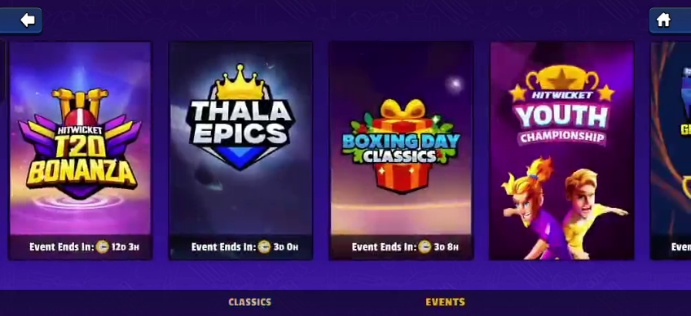 HITWICKET
T20
BONANZA
Event Ends In: 12D 3H
THALA
EPICS
Event Ends In: 3D 0H
BOXING DAY
CLASSICS
Event Ends In: 3D 8H
HITWICKET
YOUTH
CHAMPIONSHIP
CLASSICS
EVENTS